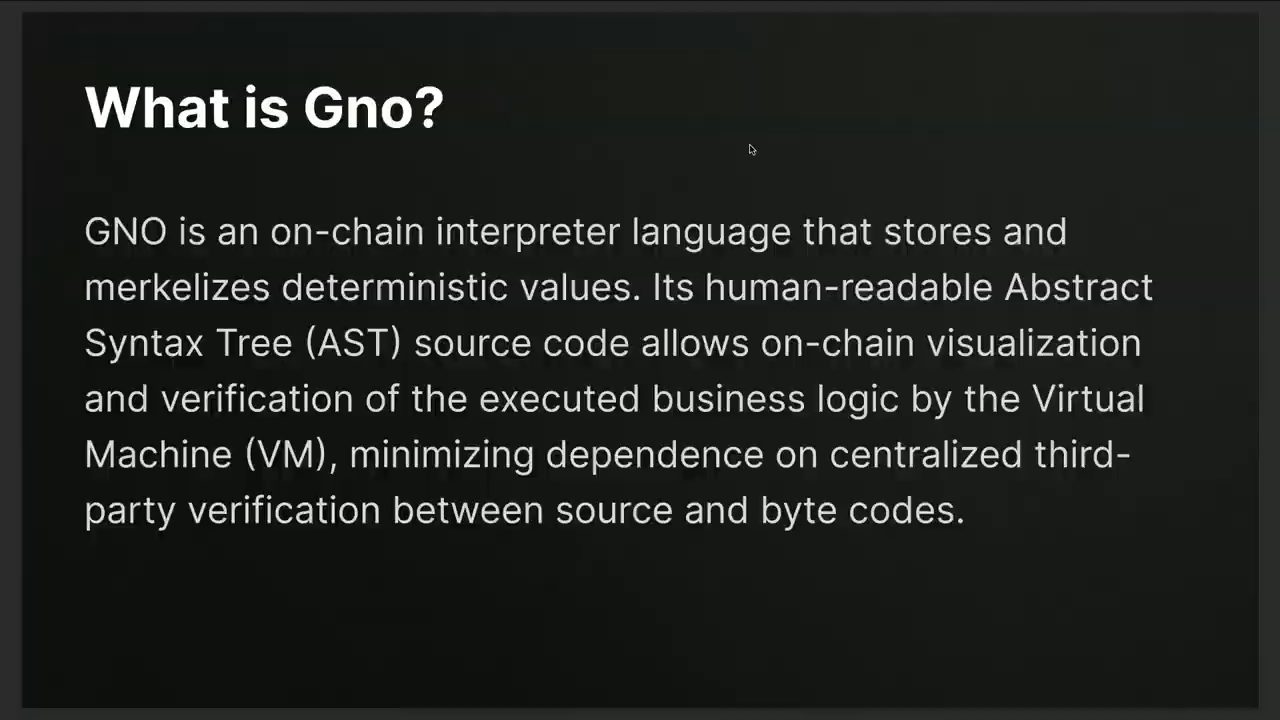 What is Gno?
GNO is an on-chain interpreter language that stores and
merkelizes deterministic values. Its human-readable Abstract
Syntax Tree (AST) source code allows on-chain visualization
and verification of the executed business logic by the Virtual
Machine (VM), minimizing dependence on centralized third-
party verification between source and byte codes.